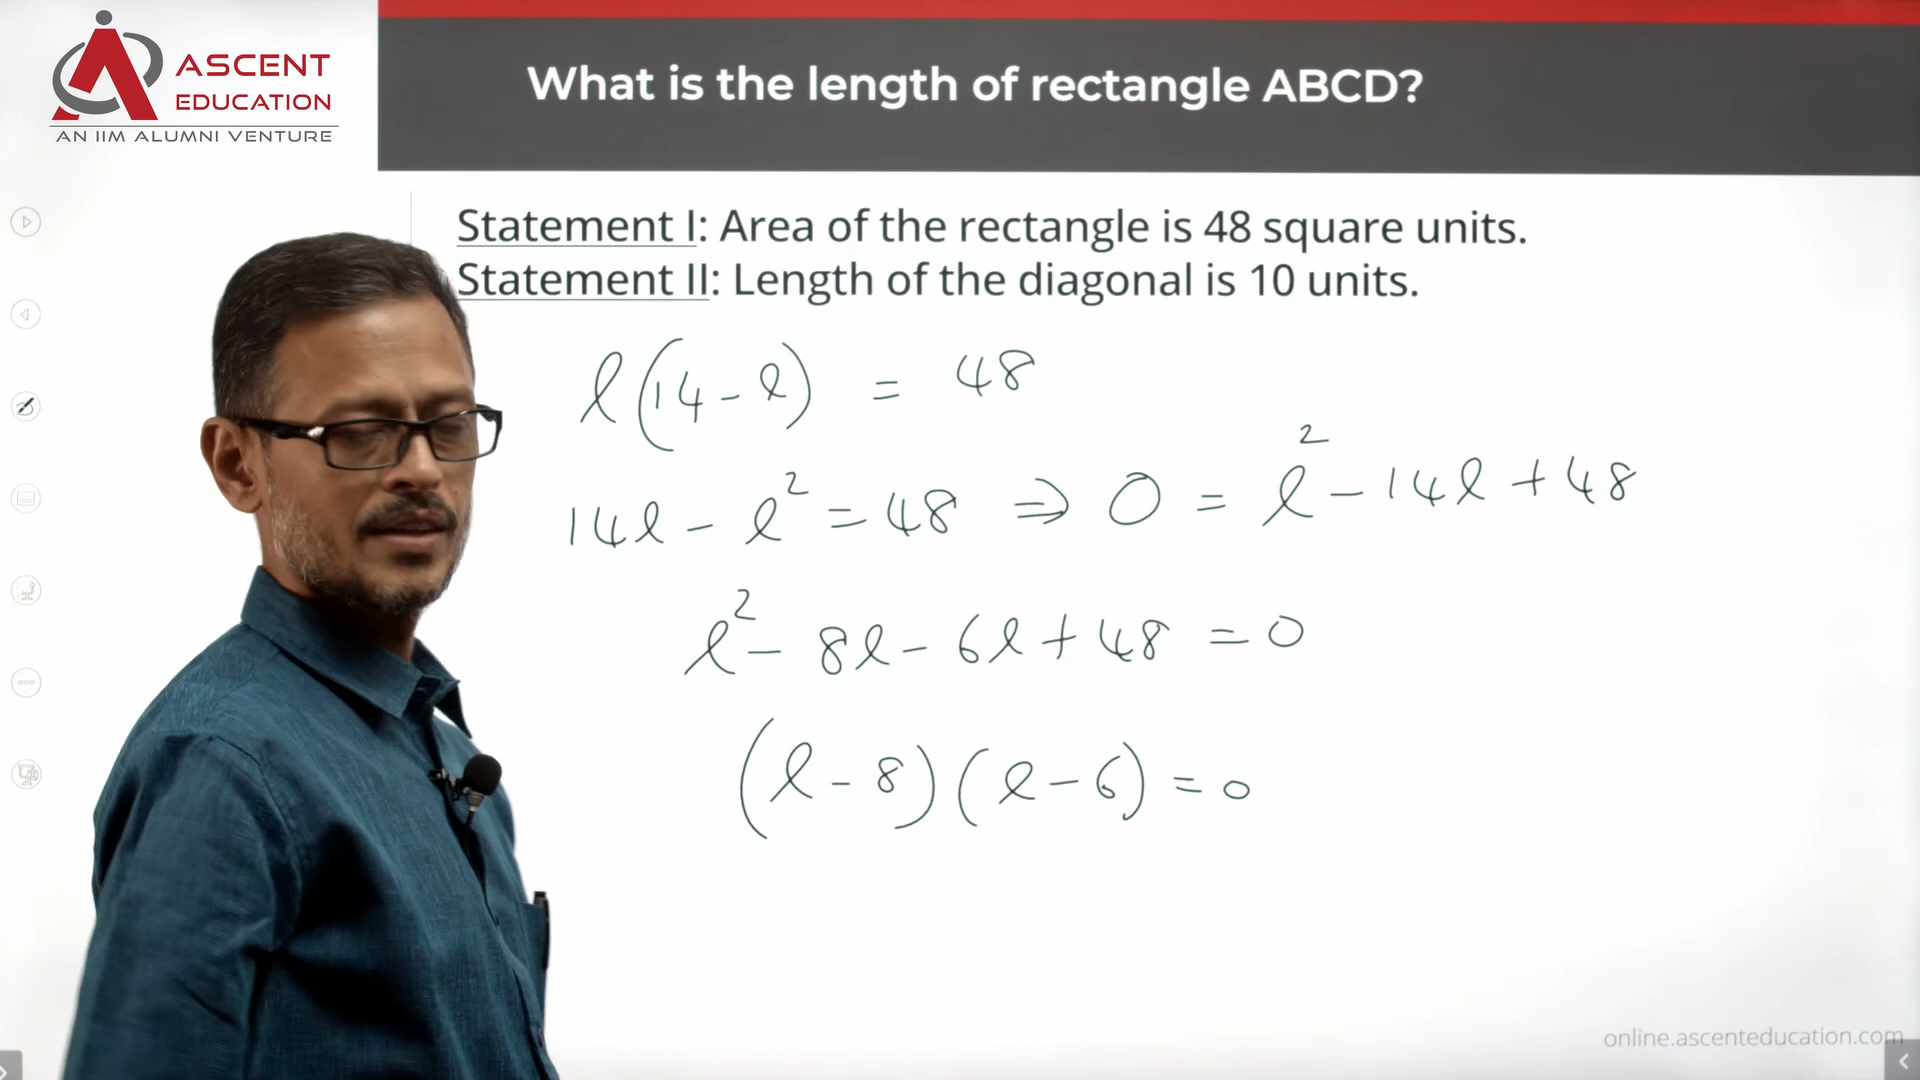 ASCENT
EDUCATION
AN IIM ALUMNI VENTURE
What is the length of rectangle ABCD?
Statement I: Area of the rectangle is 48 square units.
Statement II: Length of the diagonal is 10 units.
l(14 - l) = 48
14l - l² = 48 ⇒ 0 = l² - 14l + 48
l² - 8l - 6l + 48 = 0
(l - 8)(l - 6) = 0
online.ascenteducation.com